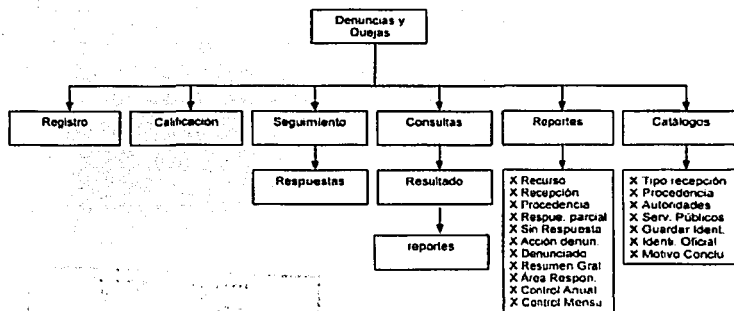 Denuncias y
Quejas
Registro
Calificación
Seguimiento
Consultas
Reportes
Catálogos
Respuestas
Resultado
reportes
X Recurso
X Recepción
X Procedencia
X Respue. parcial
X Sin Respuesta
X Acción denun.
X Denunciado
X Resumen Gral
X Área Respon.
X Control Anual
X Control Mensu
X Tipo recepción
X Procedencia
X Autoridades
X Serv. Públicos
X Guardar Ident.
X Identi. Oficial
X Motivo Conclu